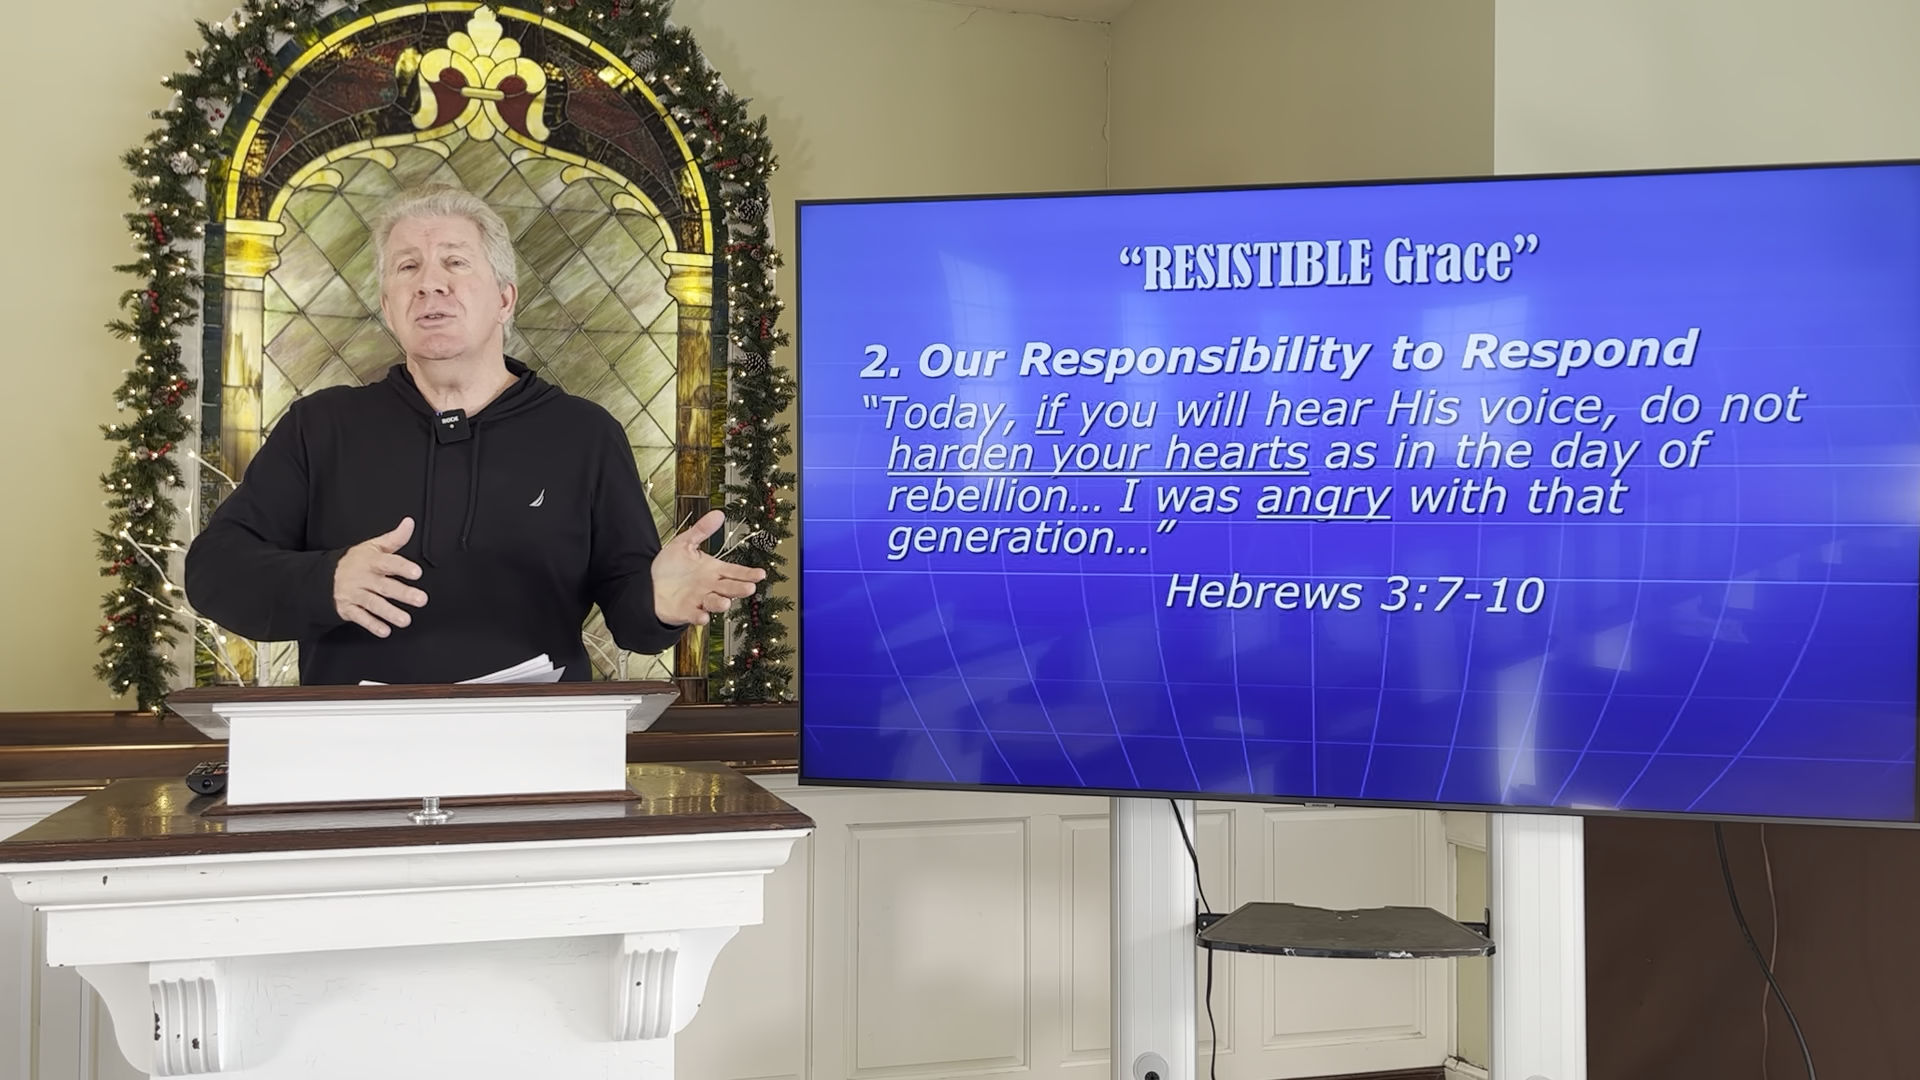 “RESISTIBLE Grace”
2. Our Responsibility to Respond
“Today, if you will hear His voice, do not
harden your hearts as in the day of
rebellion... I was angry with that
generation...”
Hebrews 3:7-10
RODE